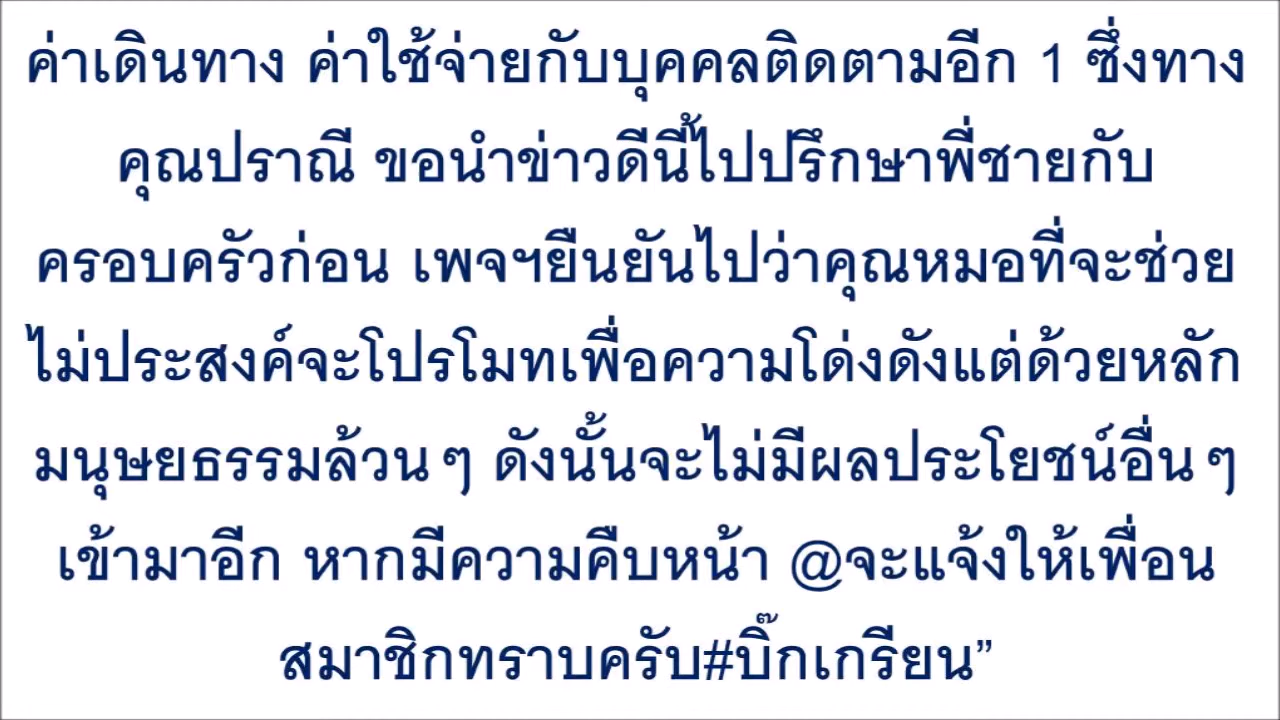 ค่าเดินทาง ค่าใช้จ่ายกับบุคคลติดตามอีก 1 ซึ่งทาง
คุณปราณี ขอนำข่าวดีนี้ไปปรึกษาพี่ชายกับ
ครอบครัวก่อน เพจฯยืนยันไปว่าคุณหมอที่จะช่วย
ไม่ประสงค์จะโปรโมทเพื่อความโด่งดังแต่ด้วยหลัก
มนุษยธรรมล้วนๆ ดังนั้นจะไม่มีผลประโยชน์อื่นๆ
เข้ามาอีก หากมีความคืบหน้า @จะแจ้งให้เพื่อน
สมาชิกทราบครับ#บิ๊กเกรียน”